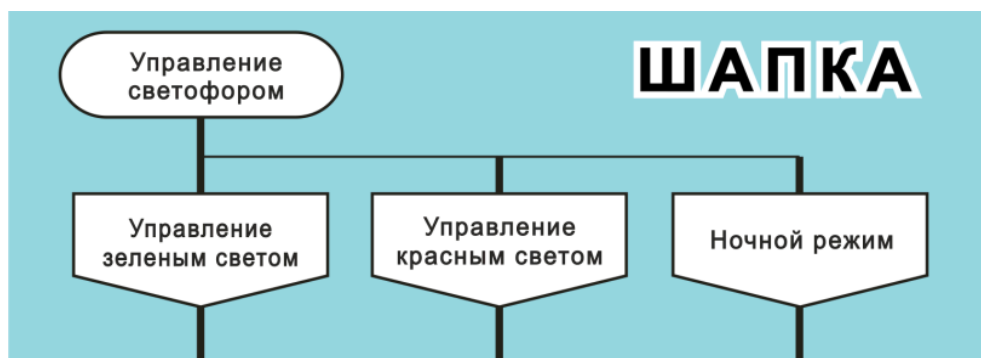 Управление
светофором
ШАПКА
Управление
зеленым светом
Управление
красным светом
Ночной режим